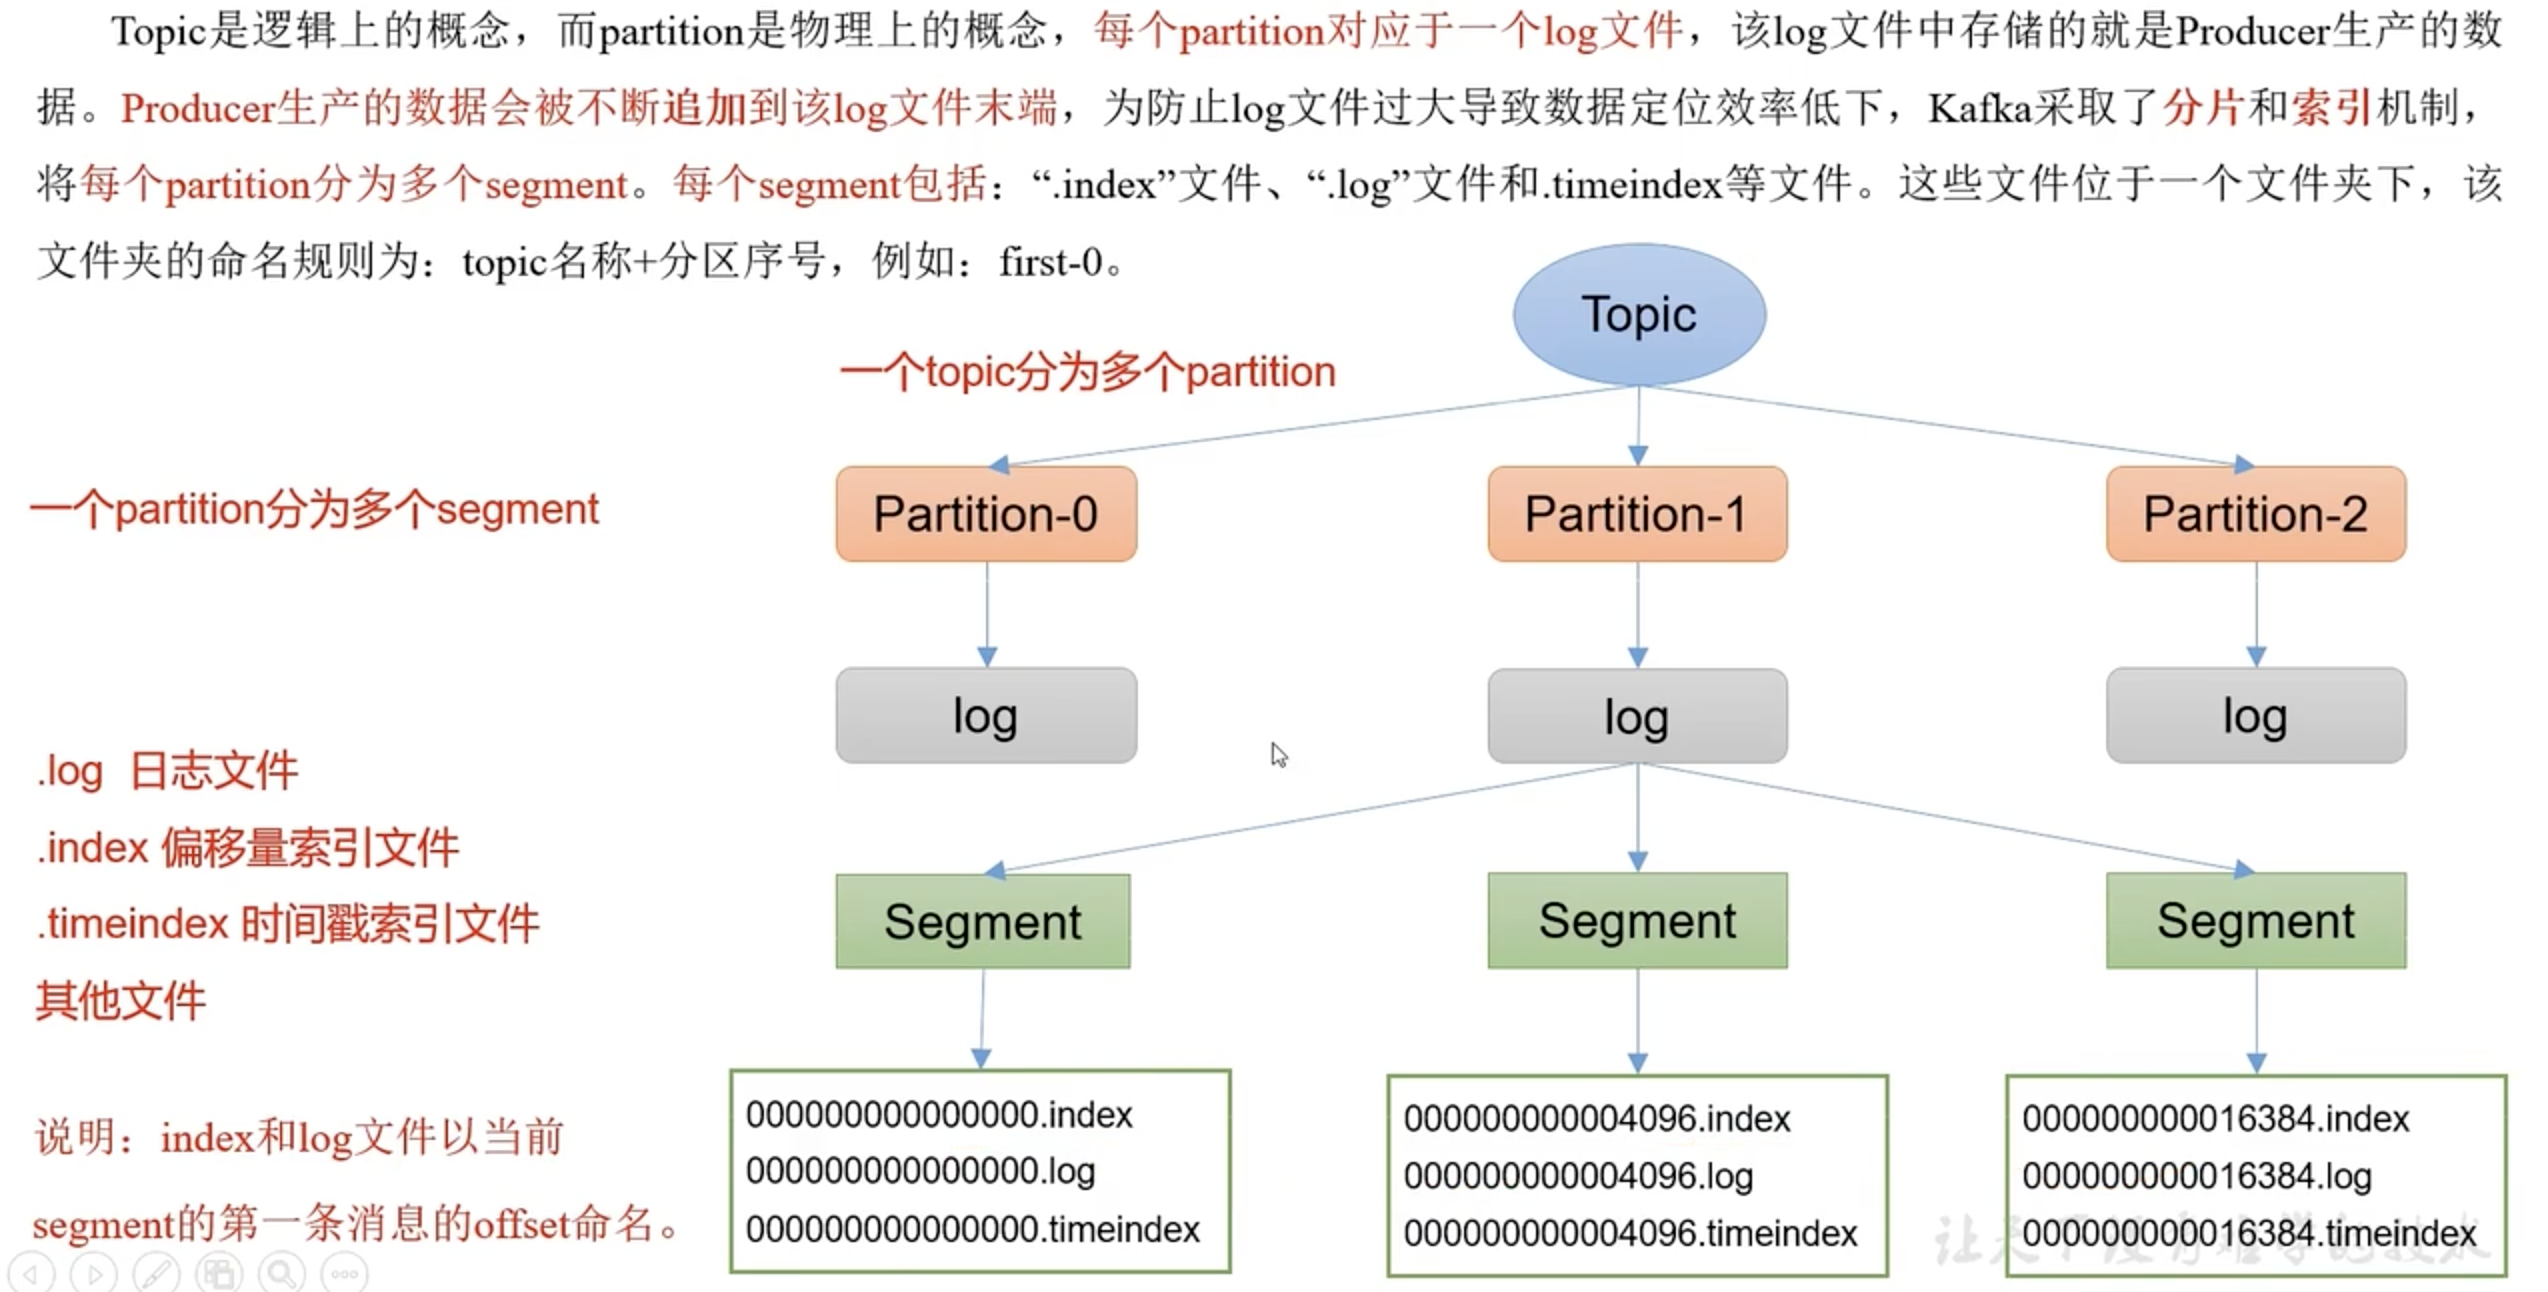 Topic是逻辑上的概念，而partition是物理上的概念，每个partition对应于一个log文件，该log文件中存储的就是Producer生产的数
据。Producer生产的数据会被不断追加到该log文件末端，为防止log文件过大导致数据定位效率低下，Kafka采取了分片和索引机制，
将每个partition分为多个segment。每个segment包括：“.index”文件、“.log”文件和.timeindex等文件。这些文件位于一个文件夹下，该
文件夹的命名规则为：topic名称+分区序号，例如：first-0。
Topic
一个topic分为多个partition
一个partition分为多个segment
Partition-0
Partition-1
Partition-2
log
log
log
.log 日志文件
.index 偏移量索引文件
.timeindex 时间戳索引文件
其他文件
Segment
Segment
Segment
说明：index和log文件以当前
segment的第一条消息的offset命名。
000000000000000.index
000000000000000.log
000000000000000.timeindex
000000000004096.index
000000000004096.log
000000000004096.timeindex
000000000016384.index
000000000016384.log
000000000016384.timeindex
让天下没有难学的技术